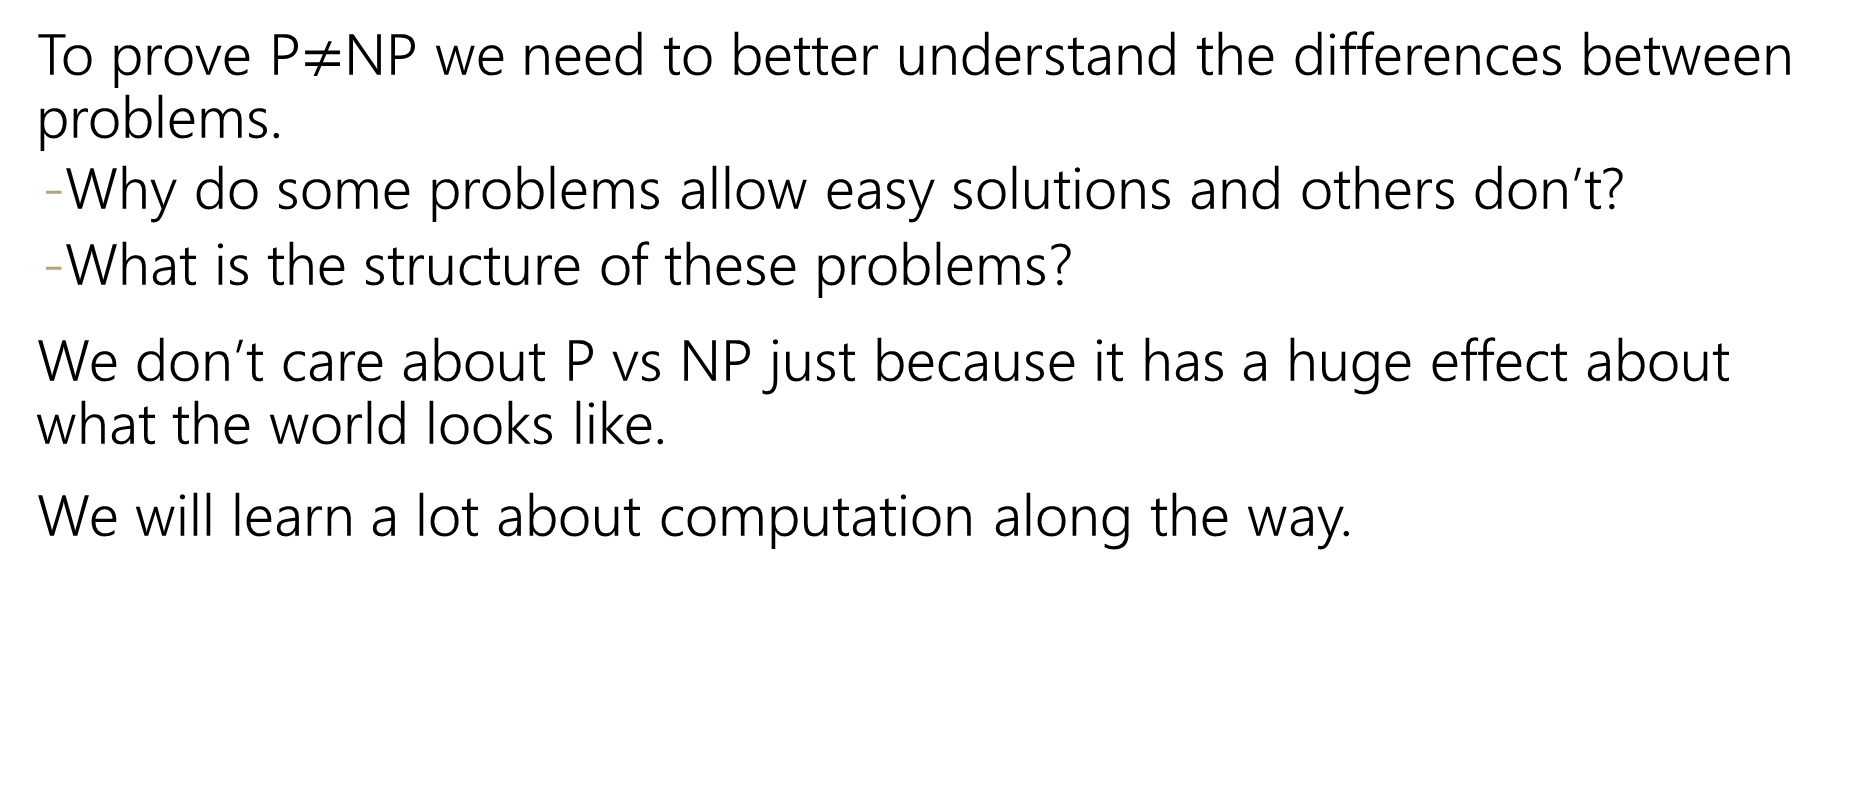 To prove P≠NP we need to better understand the differences between
problems.
-Why do some problems allow easy solutions and others don’t?
-What is the structure of these problems?
We don’t care about P vs NP just because it has a huge effect about
what the world looks like.
We will learn a lot about computation along the way.